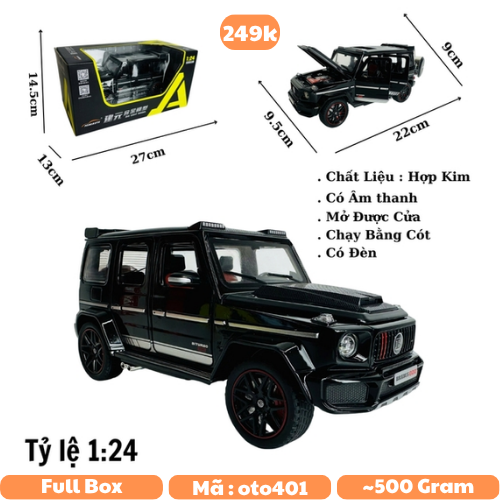 249k
14.5cm
13cm
27cm
1:24
9cm
9.5cm
22cm
. Chất Liệu : Hợp Kim
. Có Âm thanh
. Mở Được Cửa
. Chạy Bằng Cót
. Có Đèn
BITURBO
Tỷ lệ 1:24
Full Box
Mã : oto401
~500 Gram